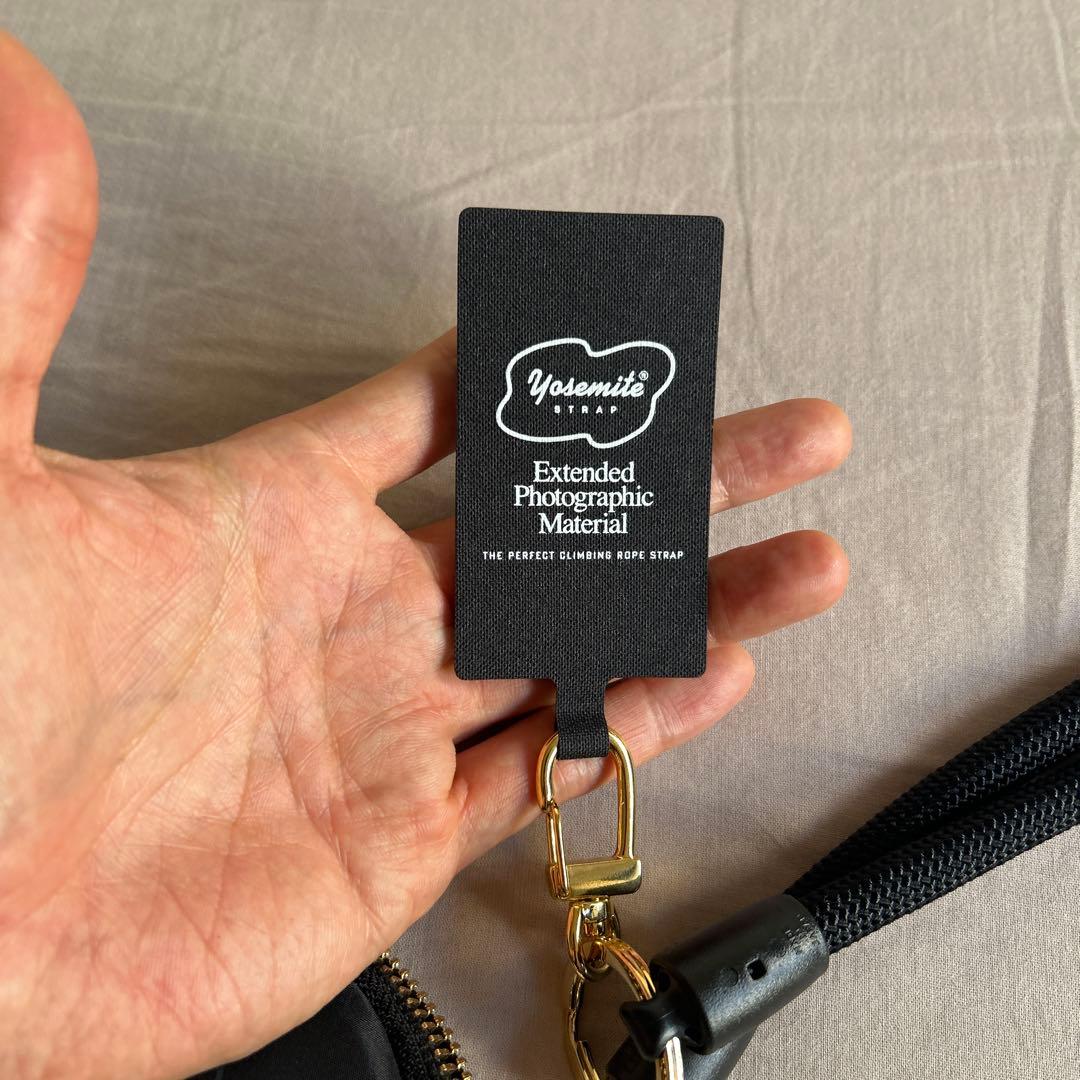 Yosemite®
STRAP
Extended
Photographic
Material
THE PERFECT CLIMBING ROPE STRAP